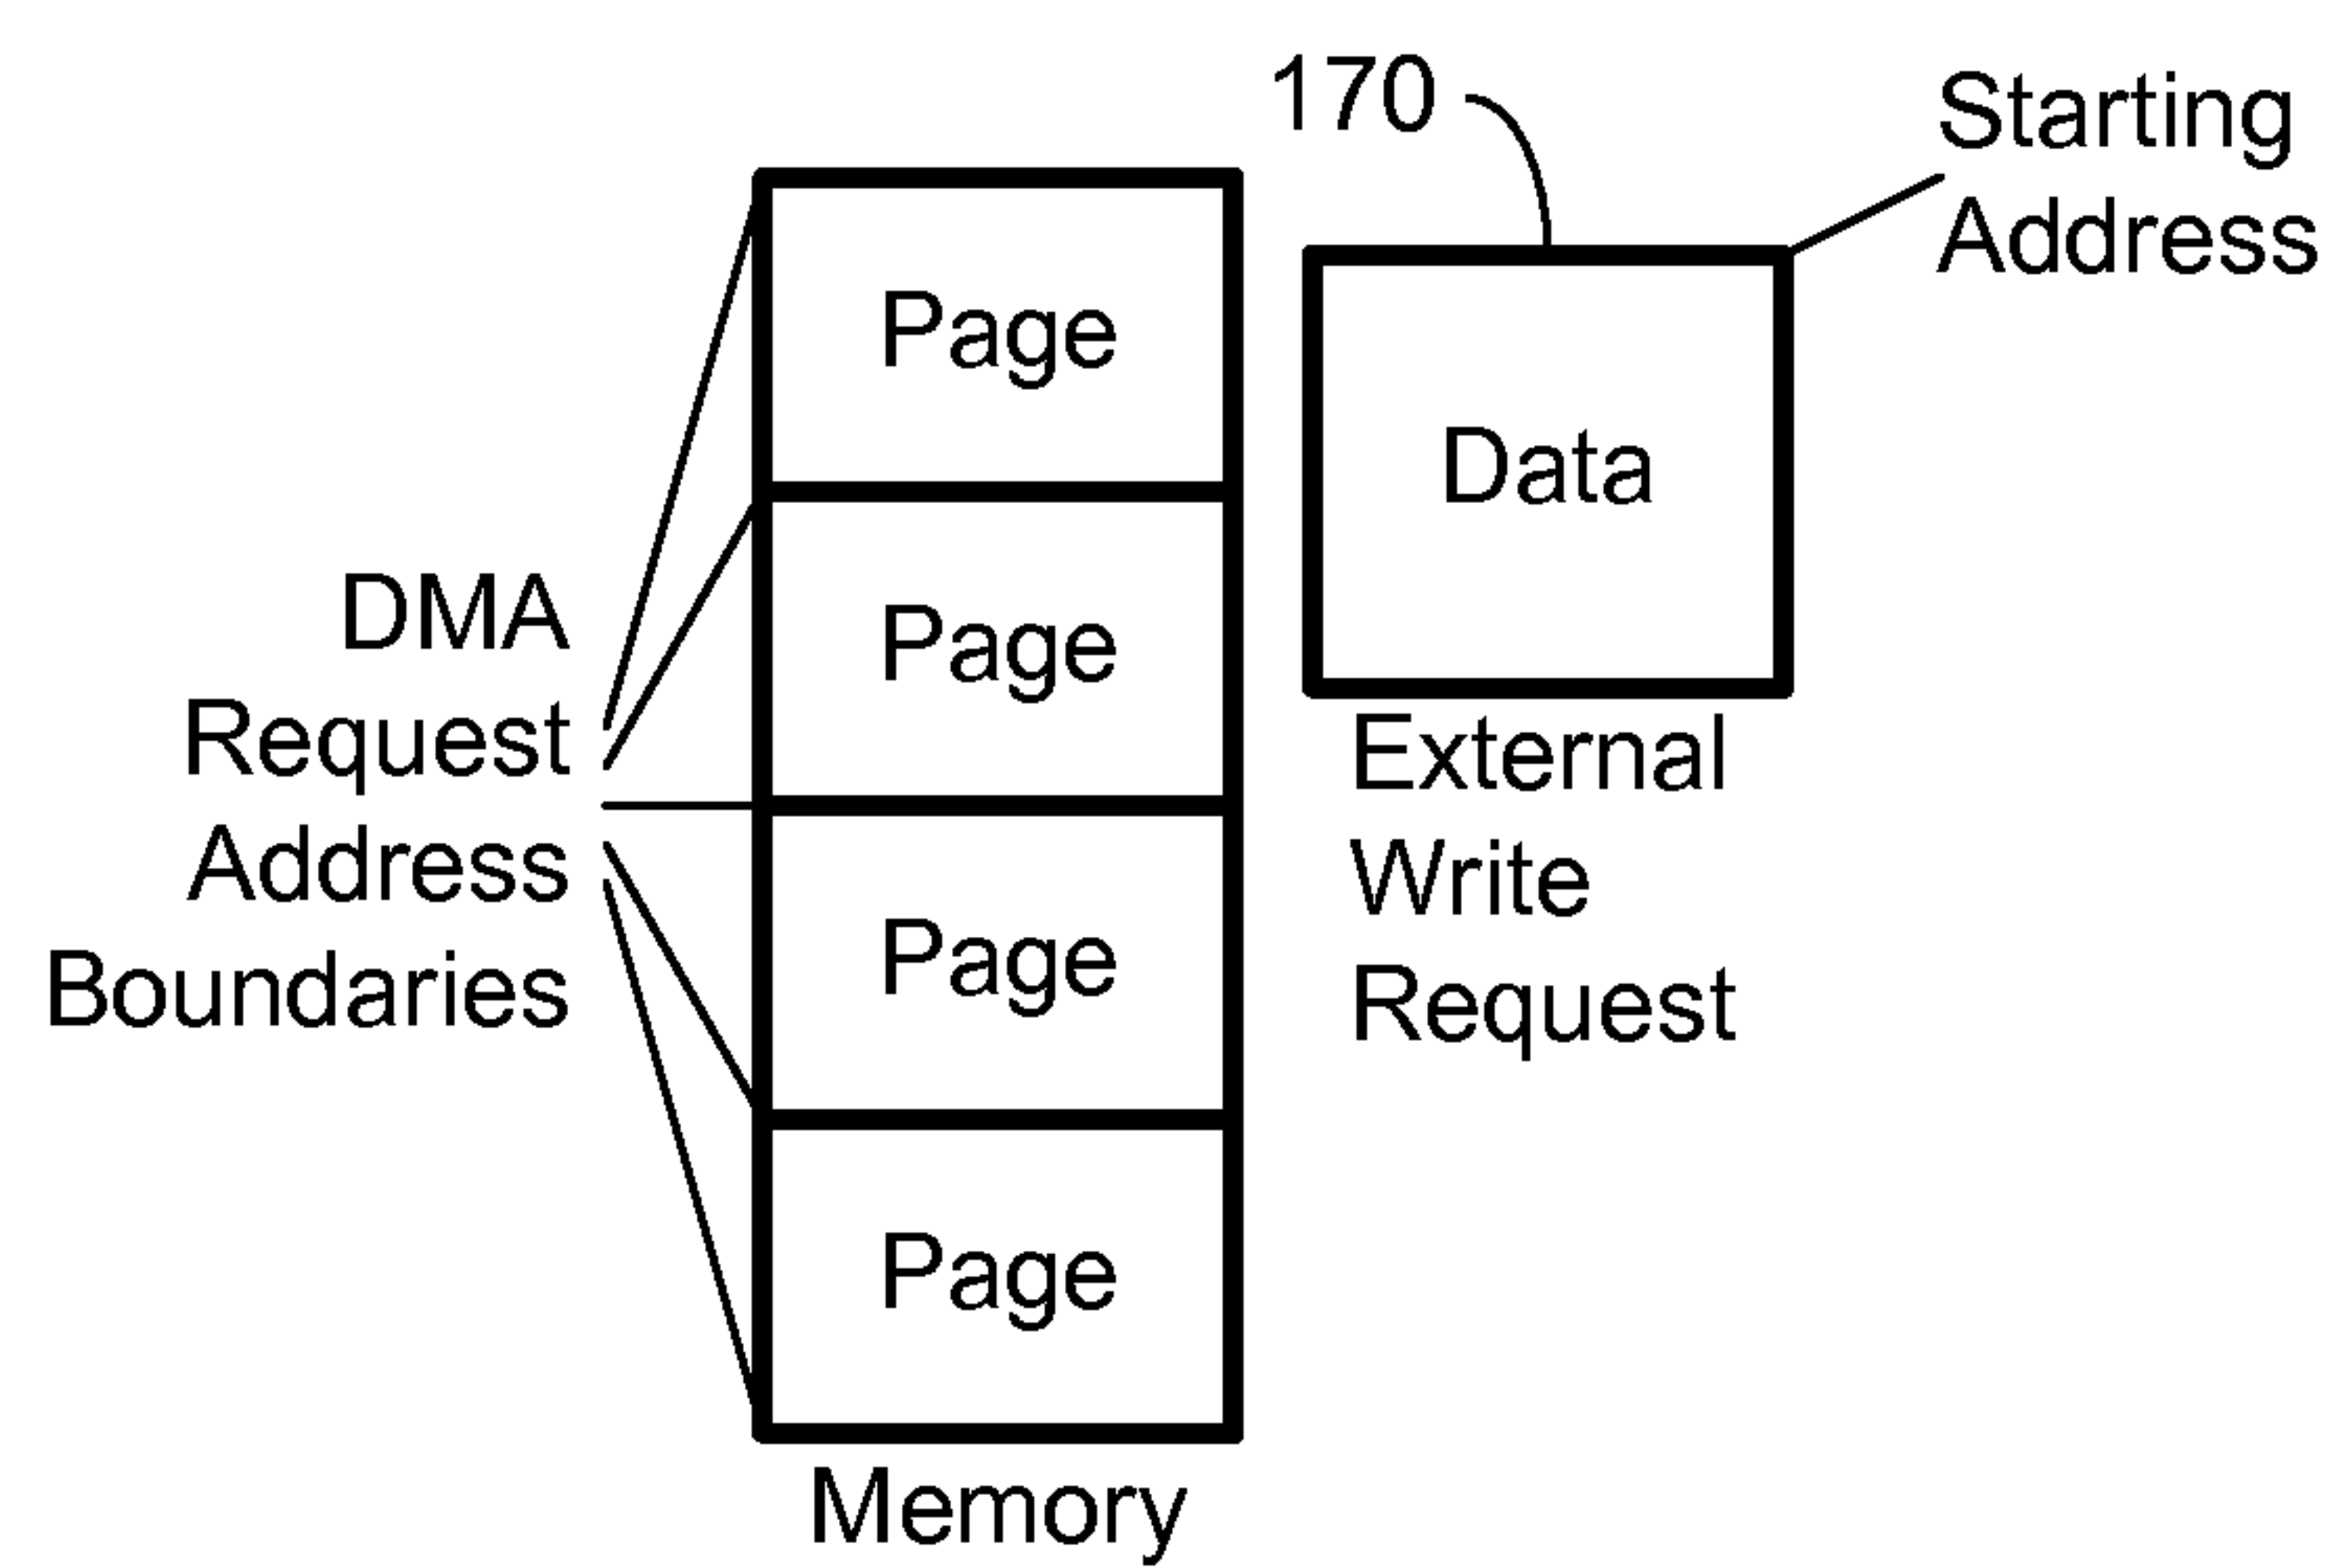 170
Starting
Address
Page
Data
Page
Page
Page
DMA
Request
Address
Boundaries
External
Write
Request
Memory